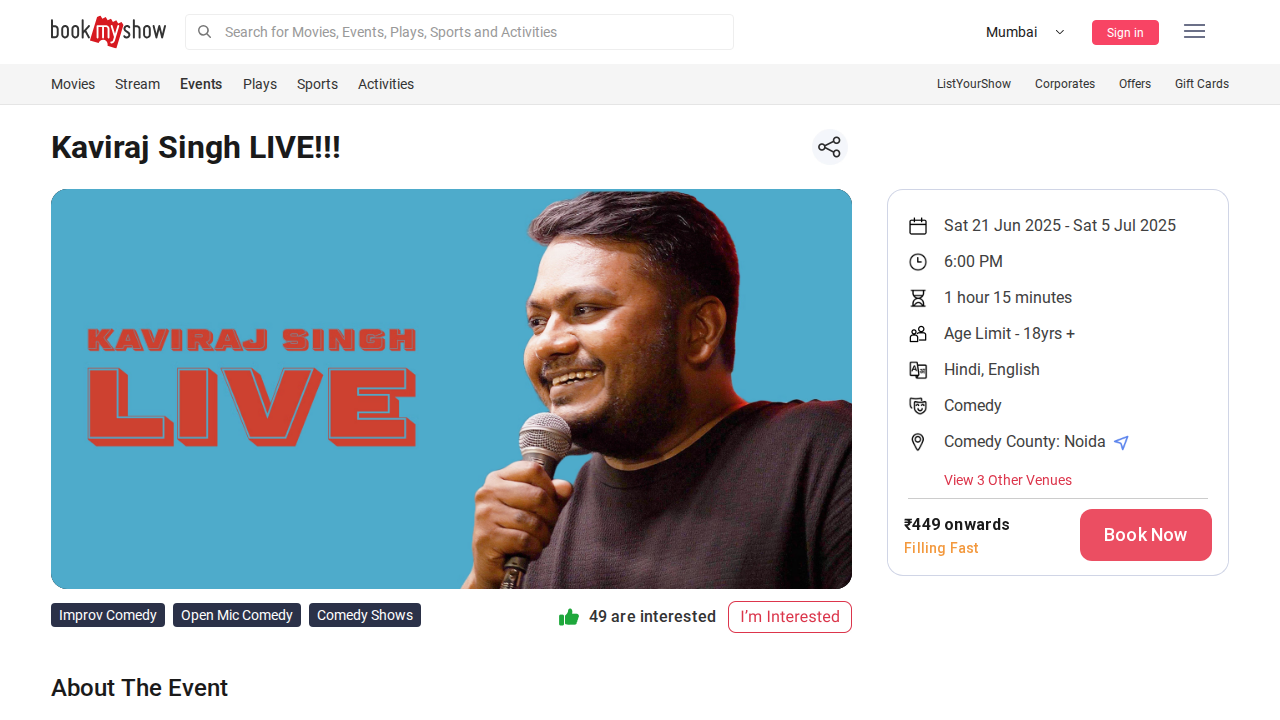 bookmyshow
Search for Movies, Events, Plays, Sports and Activities
Mumbai
Sign in
Movies
Stream
Events
Plays
Sports
Activities
ListYourShow
Corporates
Offers
Gift Cards
Kaviraj Singh LIVE!!!
KAVIRAJ SINGH
LIVE
Sat 21 Jun 2025 - Sat 5 Jul 2025
6:00 PM
1 hour 15 minutes
Age Limit - 18yrs +
Hindi, English
Comedy
Comedy County: Noida
View 3 Other Venues
₹449 onwards
Filling Fast
Book Now
Improv Comedy
Open Mic Comedy
Comedy Shows
49 are interested
I’m Interested
About The Event